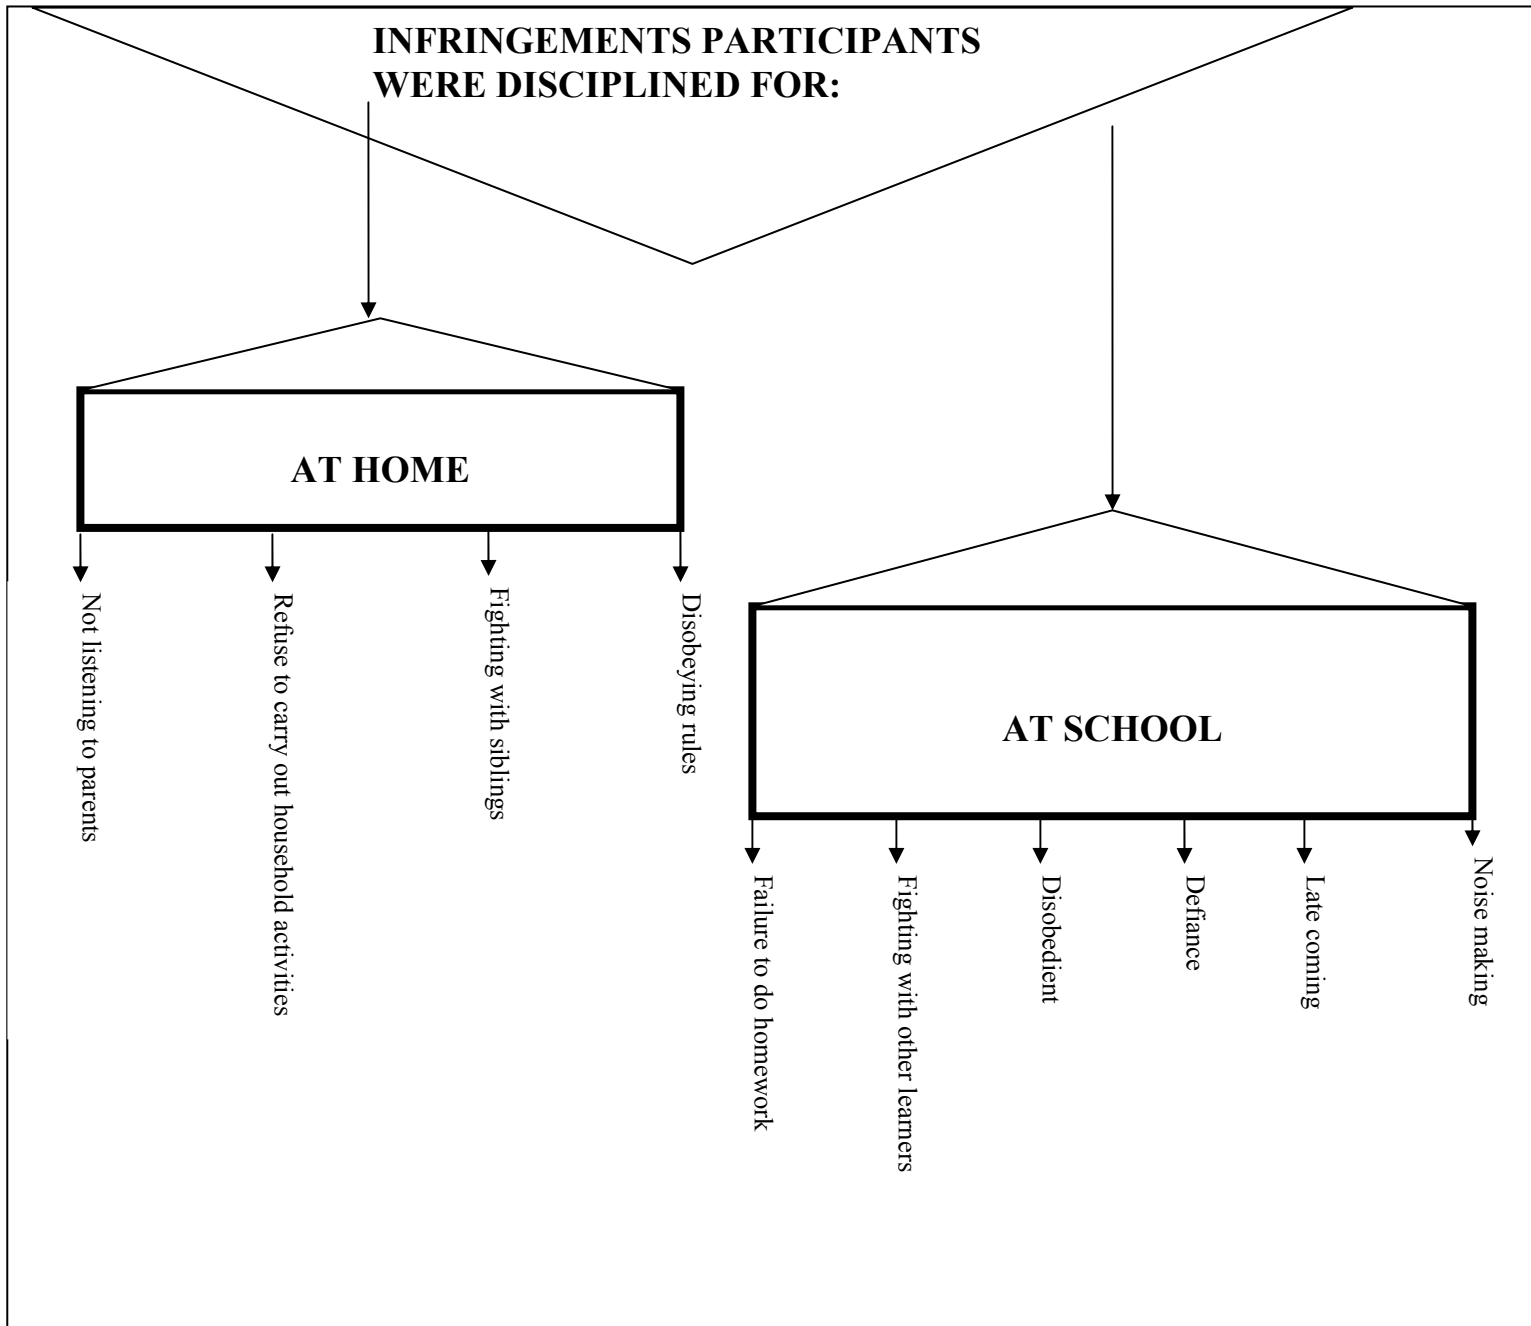 INFRINGEMENTS PARTICIPANTS
WERE DISCIPLINED FOR:
AT HOME
Not listening to parents
Refuse to carry out household activities
Fighting with siblings
Disobeying rules
AT SCHOOL
Failure to do homework
Fighting with other learners
Disobedient
Defiance
Late coming
Noise making